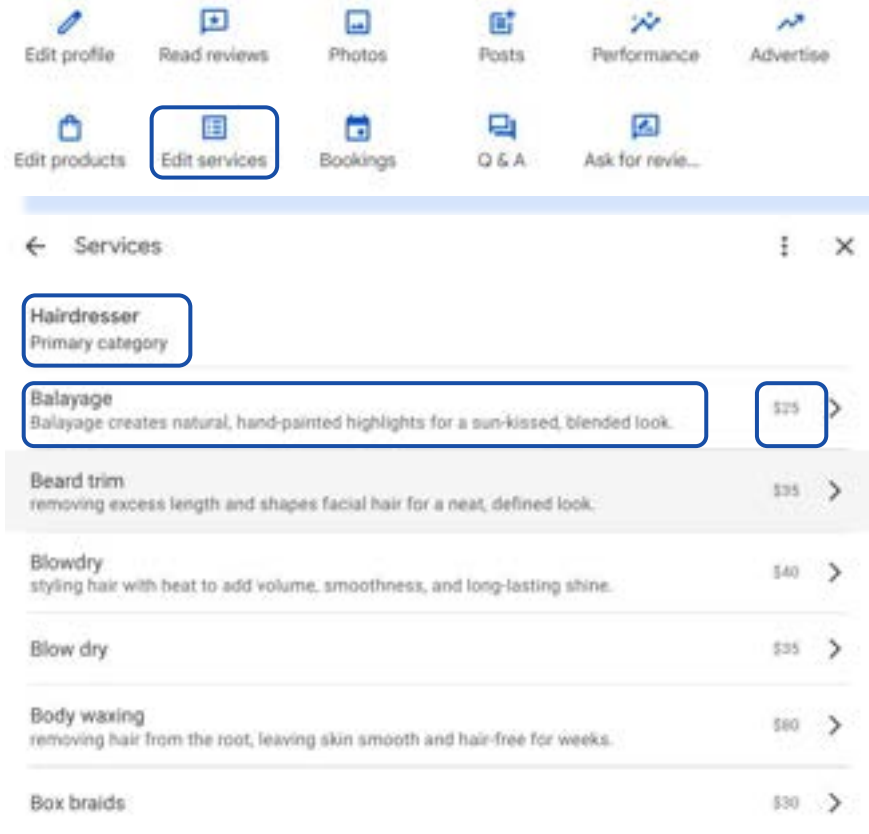 Edit profile
Read reviews
Photos
Posts
Performance
Advertise
Edit products
Edit services
Bookings
Q & A
Ask for revie...
Services
Hairdresser
Primary category
Balayage
Balayage creates natural, hand-painted highlights for a sun-kissed, blended look.
$25
Beard trim
removing excess length and shapes facial hair for a neat, defined look.
$35
Blowdry
styling hair with heat to add volume, smoothness, and long-lasting shine.
$40
Blow dry
$35
Body waxing
removing hair from the root, leaving skin smooth and hair-free for weeks.
$80
Box braids
$30